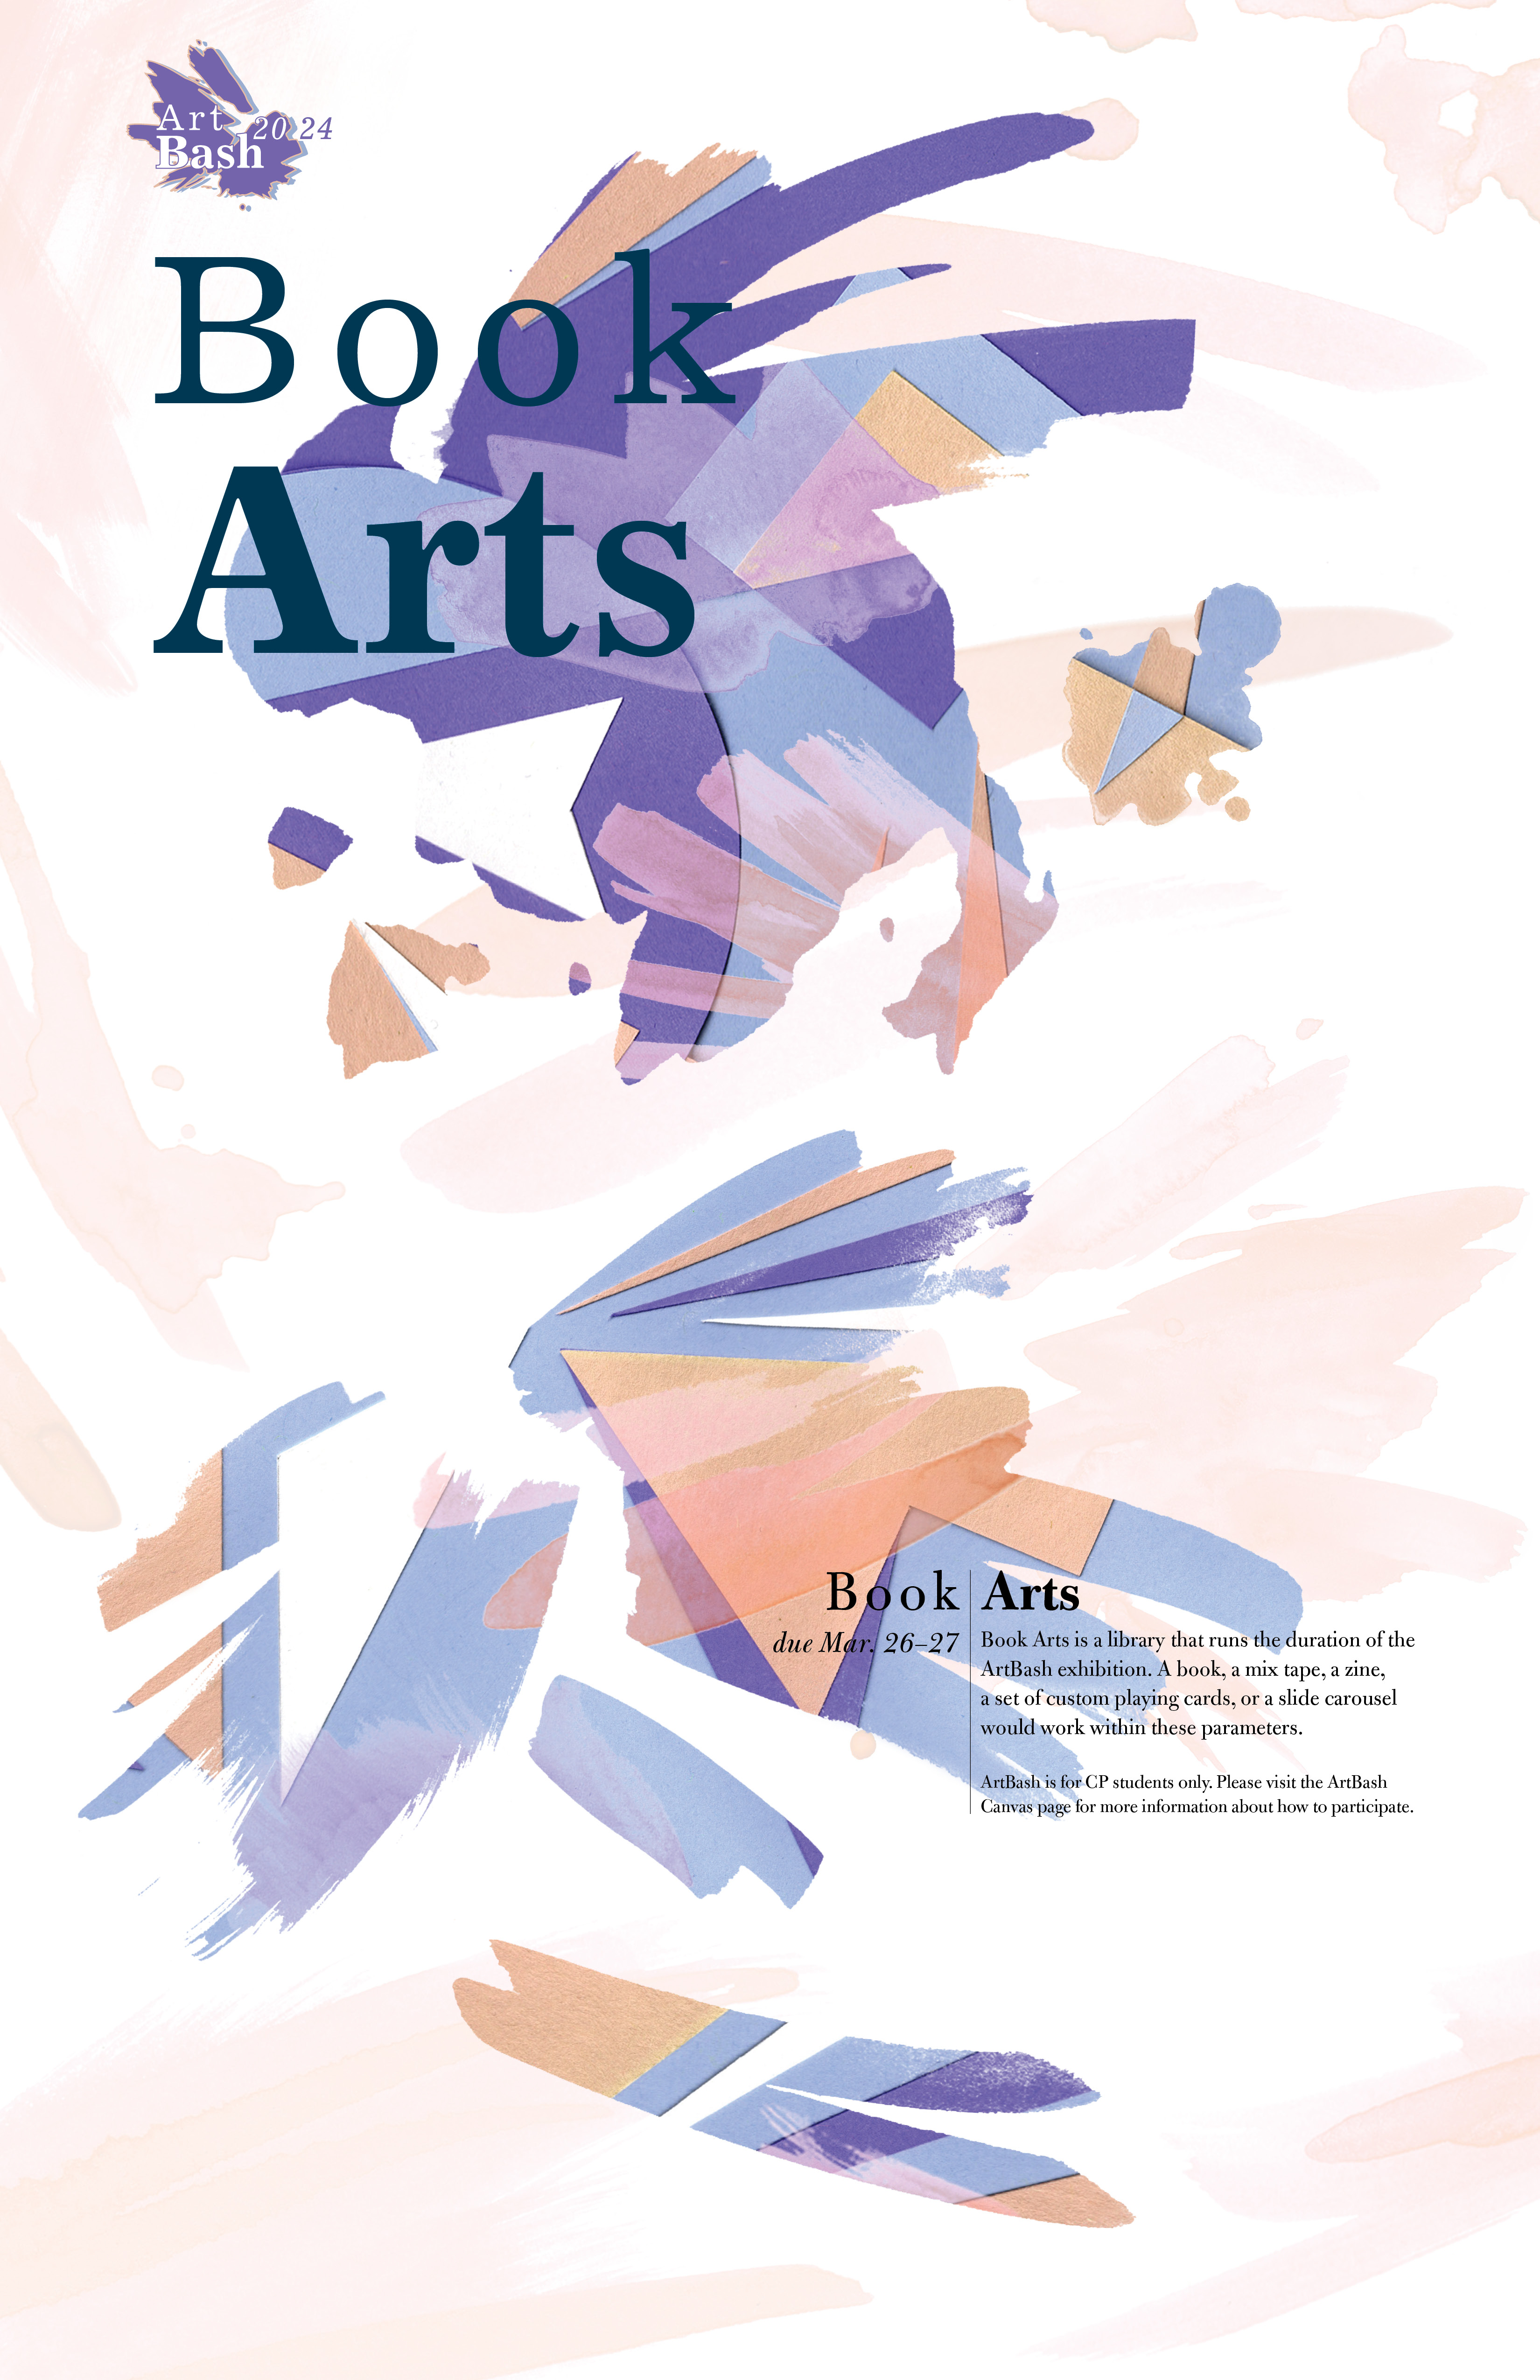 Art
Bash 2024
Book
Arts
Book Arts
due Mar. 26–27
Book Arts is a library that runs the duration of the
ArtBash exhibition. A book, a mix tape, a zine,
a set of custom playing cards, or a slide carousel
would work within these parameters.
ArtBash is for CP students only. Please visit the ArtBash
Canvas page for more information about how to participate.